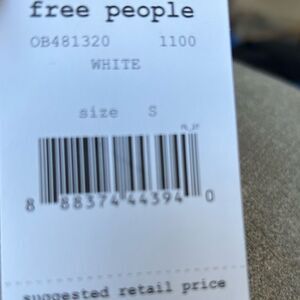 free people
OB481320 1100
WHITE
size S
8 88374 44394 0
suggested retail price